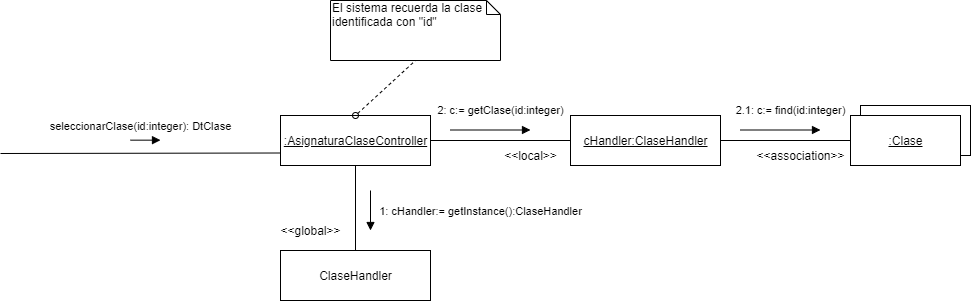 El sistema recuerda la clase
identificada con "id"
seleccionarClase(id:integer): DtClase
:AsignaturaClaseController
2: c:= getClase(id:integer)
<<local>>
cHandler:ClaseHandler
2.1: c:= find(id:integer)
<<association>>
:Clase
1: cHandler:= getInstance():ClaseHandler
<<global>>
ClaseHandler